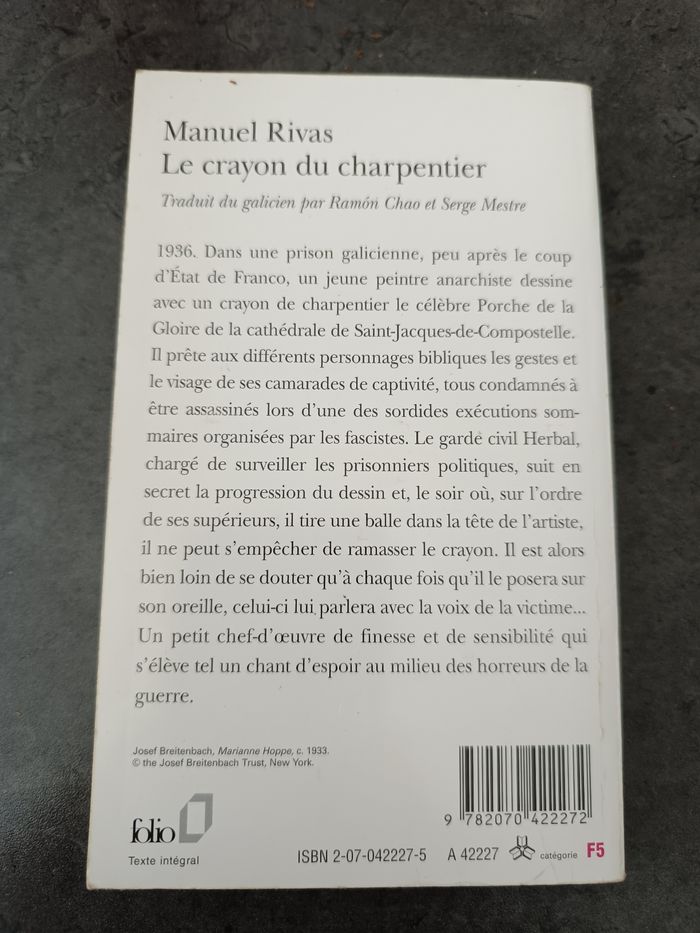 Manuel Rivas
Le crayon du charpentier
Traduit du galicien par Ramón Chao et Serge Mestre
1936. Dans une prison galicienne, peu après le coup
d'État de Franco, un jeune peintre anarchiste dessine
avec un crayon de charpentier le célèbre Porche de la
Gloire de la cathédrale de Saint-Jacques-de-Compostelle.
Il prête aux différents personnages bibliques les gestes et
le visage de ses camarades de captivité, tous condamnés à
être assassinés lors d'une des sordides exécutions som-
maires organisées par les fascistes. Le garde civil Herbal,
chargé de surveiller les prisonniers politiques, suit en
secret la progression du dessin et, le soir où, sur l'ordre
de ses supérieurs, il tire une balle dans la tête de l'artiste,
il ne peut s'empêcher de ramasser le crayon. Il est alors
bien loin de se douter qu'à chaque fois qu'il le posera sur
son oreille, celui-ci lui parlera avec la voix de la victime...
Un petit chef-d'œuvre de finesse et de sensibilité qui
s'élève tel un chant d'espoir au milieu des horreurs de la
guerre.
Josef Breitenbach, Marianne Hoppe, c. 1933.
© the Josef Breitenbach Trust, New York.
9 782070 422272
folio
Texte intégral
ISBN 2-07-042227-5 A 42227 catégorie F5